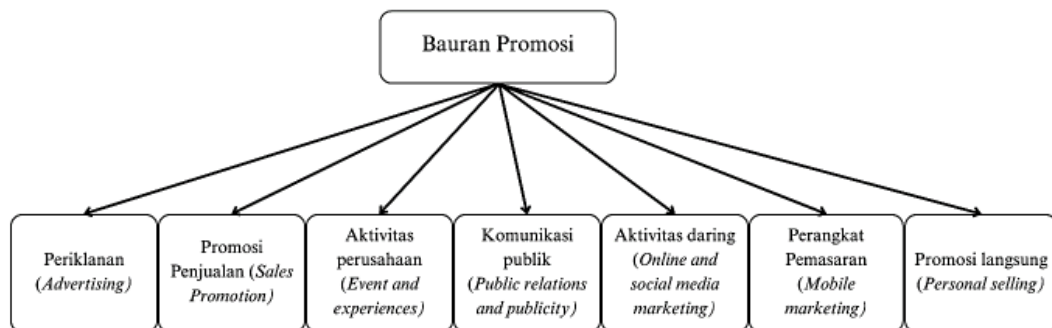 Bauran Promosi
Periklanan
(Advertising)
Promosi
Penjualan (Sales
Promotion)
Aktivitas
perusahaan
(Event and
experiences)
Komunikasi
publik
(Public relations
and publicity)
Aktivitas daring
(Online and
social media
marketing)
Perangkat
Pemasaran
(Mobile
marketing)
Promosi langsung
(Personal selling)